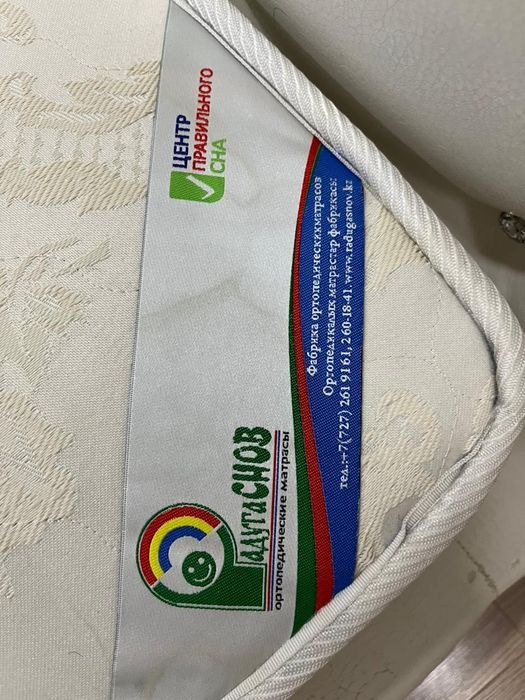 ЦЕНТР
ПРАВИЛЬНОГО
СНА
РадугаСНОВ
ортопедические матрасы
Фабрика ортопедических матрасов
Ортопедикалық матрастар фабрикасы
тел.:+7(727) 261 91 61, 260-18-41. www.radugasnov.kz